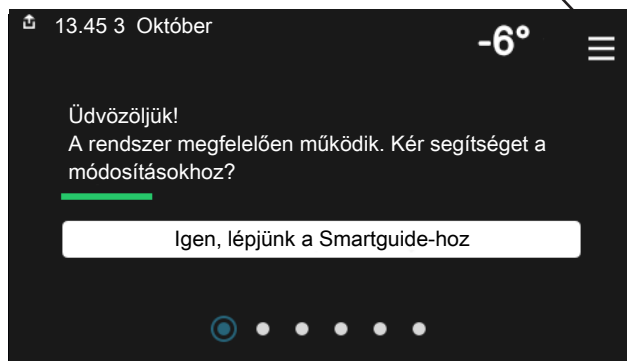 13.45 3 Október
-6°
Üdvözöljük!
A rendszer megfelelően működik. Kér segítséget a
módosításokhoz?
Igen, lépjünk a Smartguide-hoz